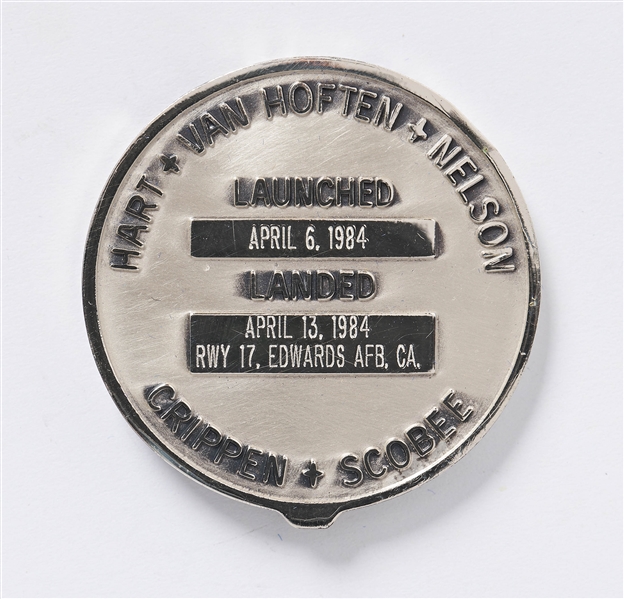 HART + VAN HOFTEN + NELSON
LAUNCHED
APRIL 6, 1984
LANDED
APRIL 13, 1984
RWY 17, EDWARDS AFB, CA.
CRIPPEN + SCOBEE